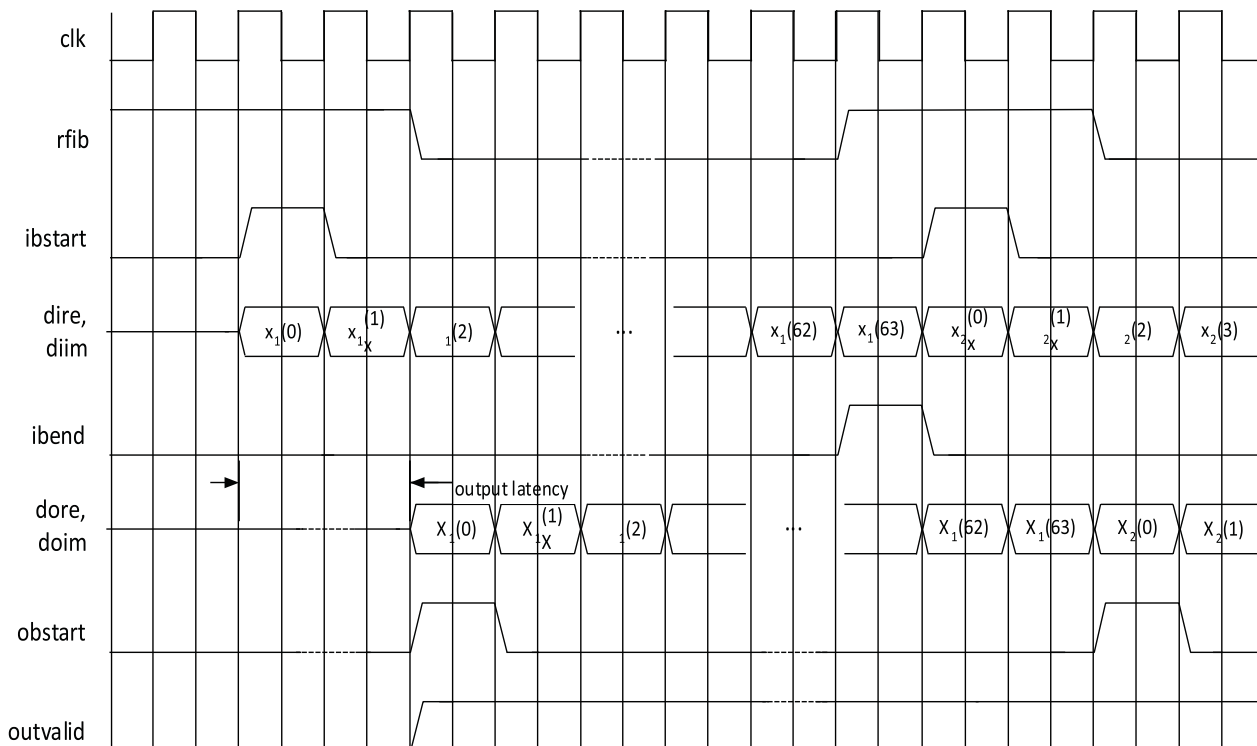 clk
rfib
ibstart
dire,
diim
x₁(0) x₁(1)x ₁(2) ... x₁(62) x₁(63) x₂(0)x ₂(1)x ₂(2) x₂(3)
ibend
output latency
dore,
doim
X₁(0) X₁(1)X ₁(2) ... X₁(62) X₁(63) X₂(0) X₂(1)
obstart
outvalid